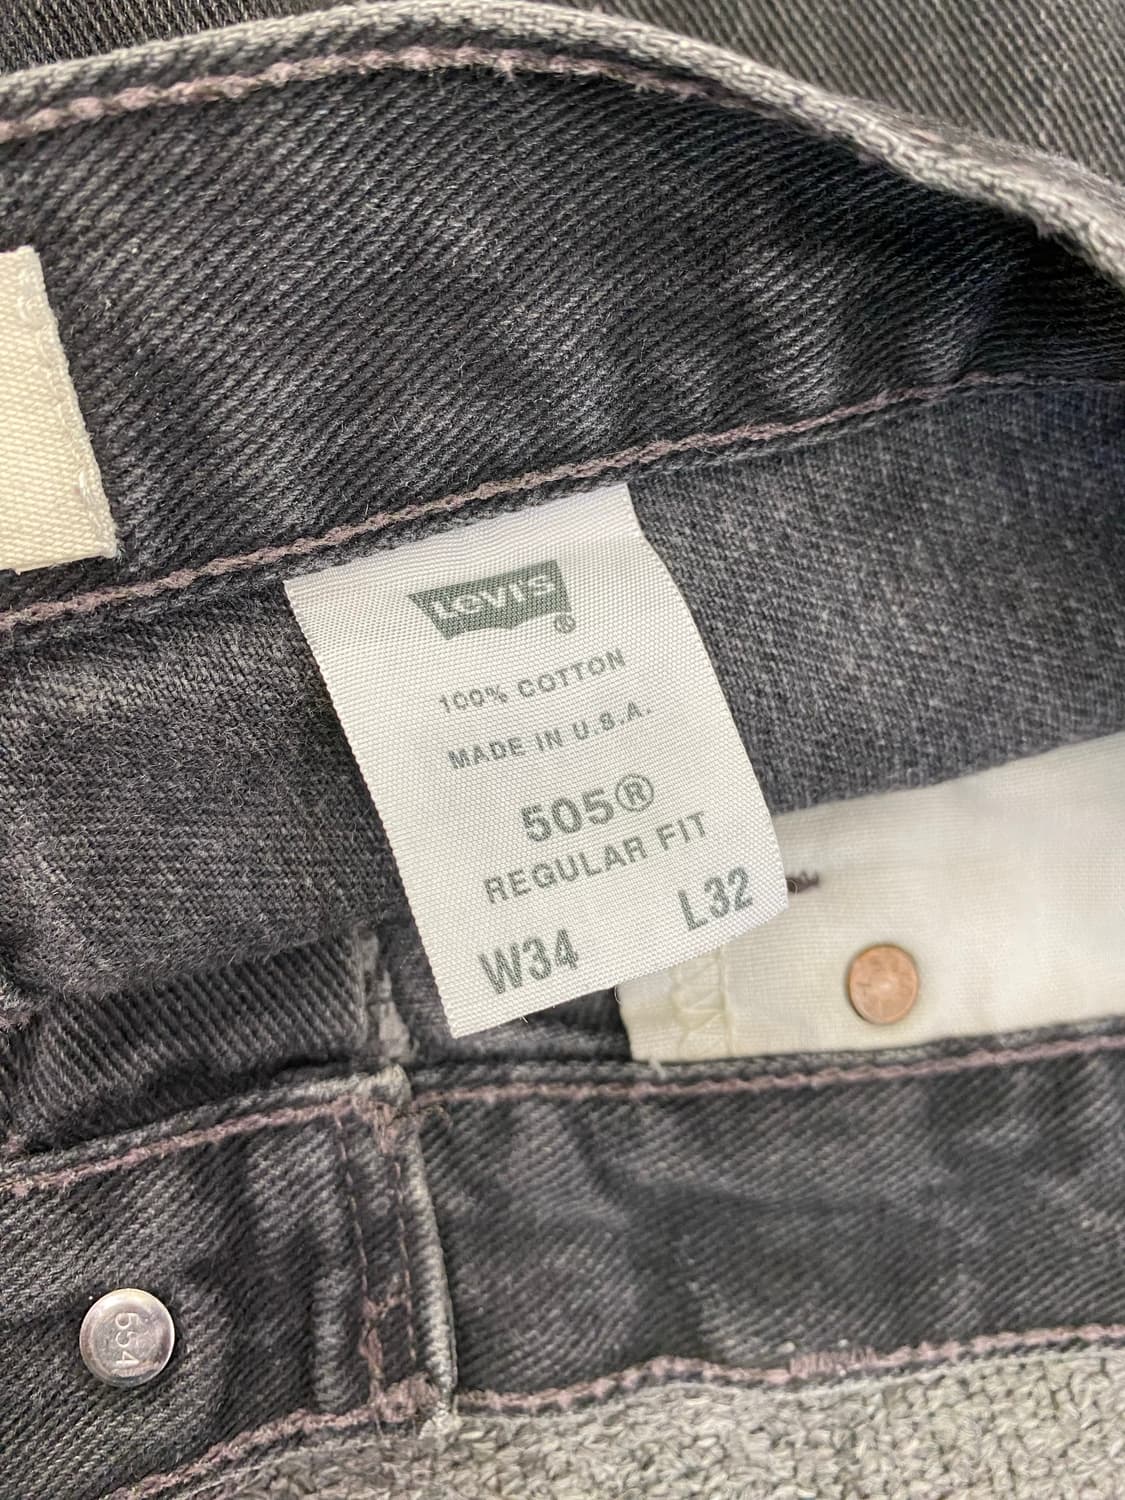 LEVI'S®
100% COTTON
MADE IN U.S.A.
505®
REGULAR FIT
W34 L32
554